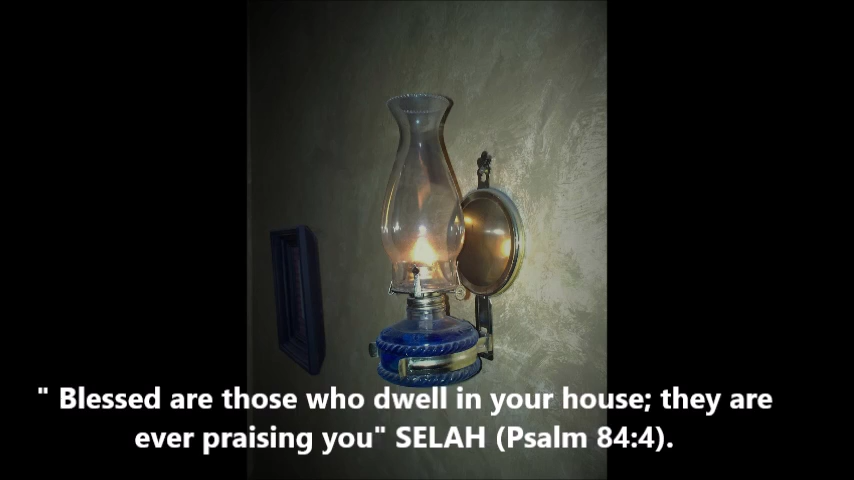 " Blessed are those who dwell in your house; they are
ever praising you" SELAH (Psalm 84:4).